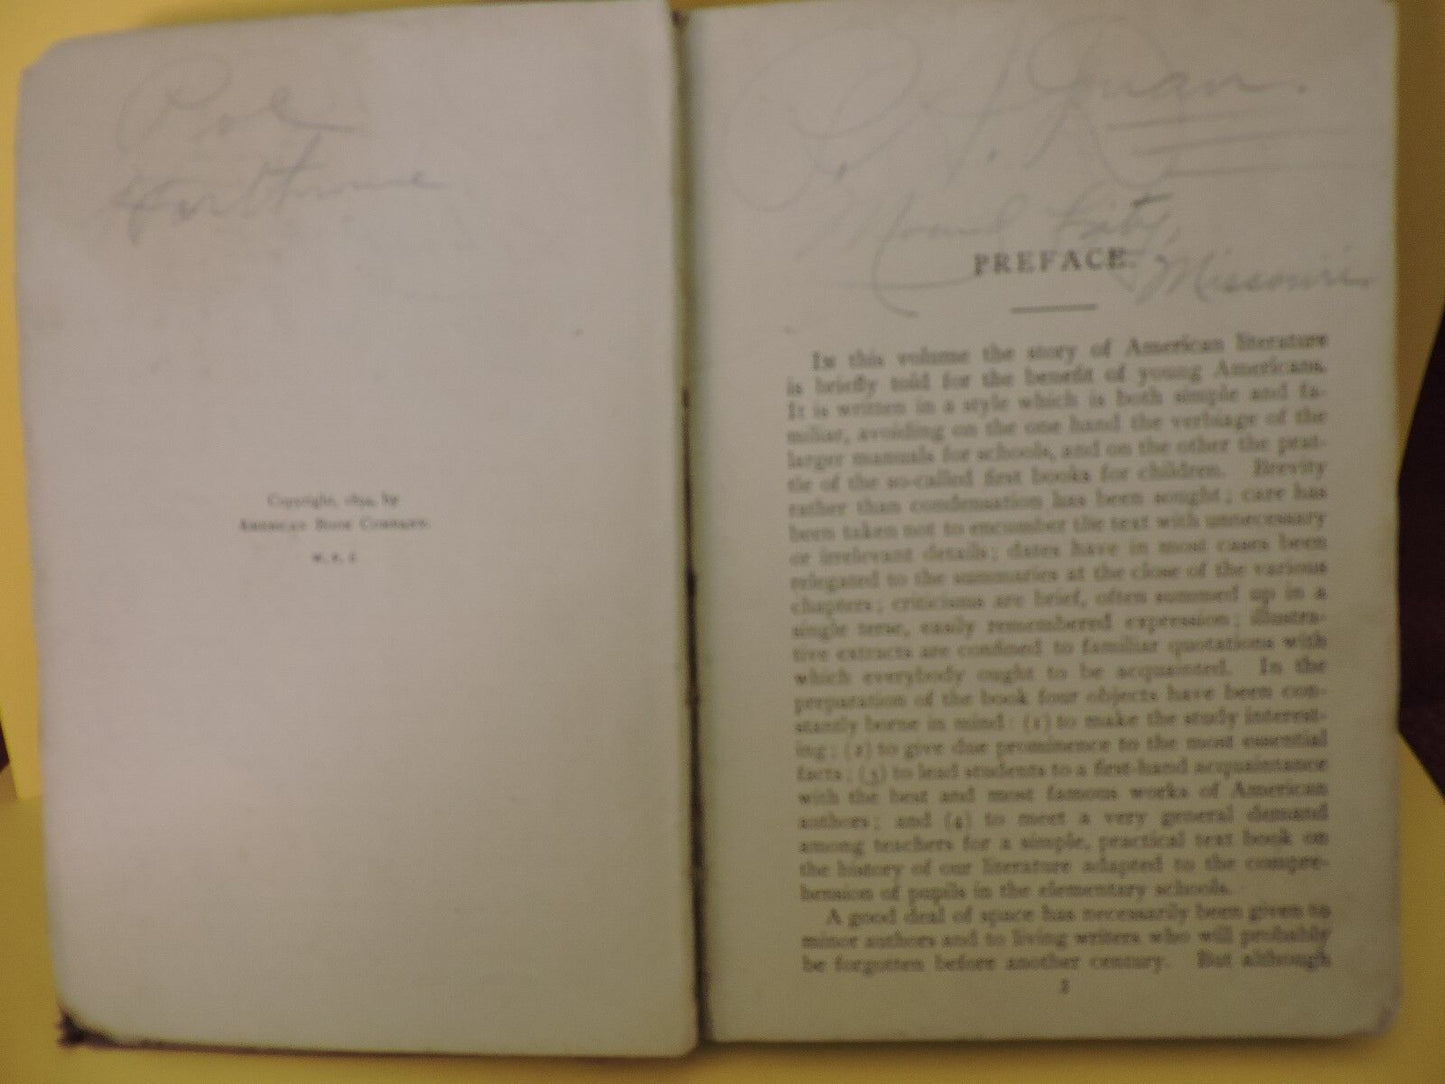 Poe
Hawthorne
Copyright, 1894, by
American Book Company.
W. P. I
Mound City,
Missouri.
PREFACE.
In this volume the story of American literature
is briefly told for the benefit of young Americans.
It is written in a style which is both simple and fa-
miliar, avoiding on the one hand the verbiage of the
larger manuals for schools, and on the other the prat-
tle of the so-called first books for children. Brevity
rather than condensation has been sought; care has
been taken not to encumber the text with unnecessary
or irrelevant details; dates have in most cases been
relegated to the summaries at the close of the various
chapters; criticisms are brief, often summed up in a
single terse, easily remembered expression; illustra-
tive extracts are confined to familiar quotations with
which everybody ought to be acquainted. In the
preparation of the book four objects have been con-
stantly borne in mind: (1) to make the study interest-
ing; (2) to give due prominence to the most essential
facts; (3) to lead students to a first-hand acquaintance
with the best and most famous works of American
authors; and (4) to meet a very general demand
among teachers for a simple, practical text book on
the history of our literature adapted to the compre-
hension of pupils in the elementary schools.
A good deal of space has necessarily been given to
minor authors and to living writers who will probably
be forgotten before another century. But although